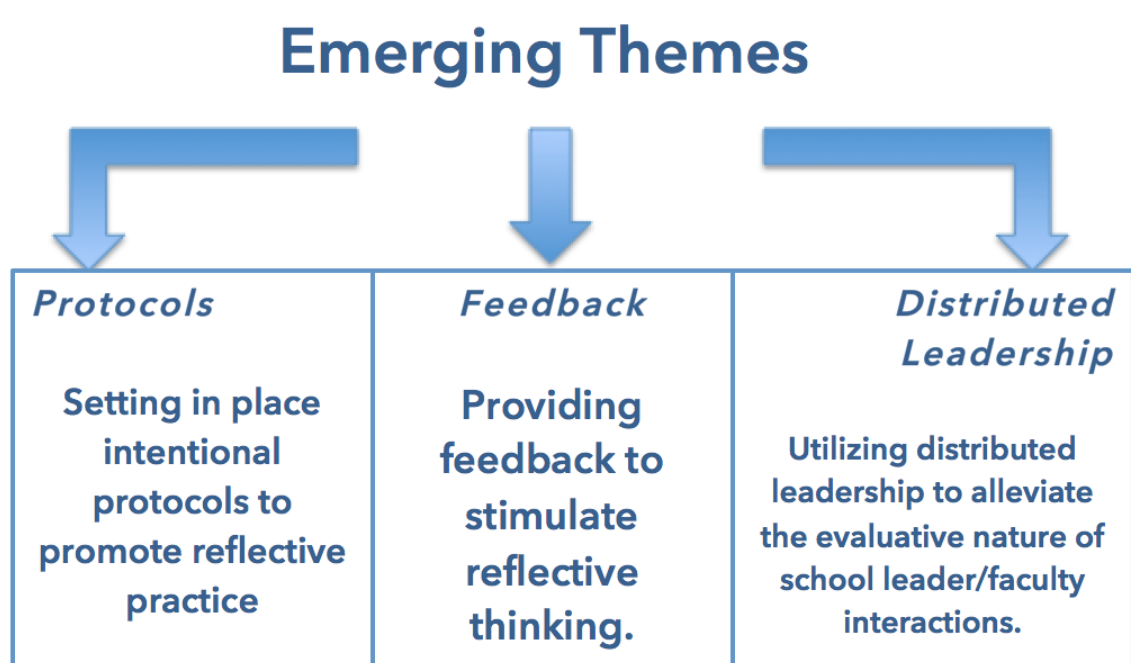 Emerging Themes
Protocols
Setting in place
intentional
protocols to
promote reflective
practice
Feedback
Providing
feedback to
stimulate
reflective
thinking.
Distributed
Leadership
Utilizing distributed
leadership to alleviate
the evaluative nature of
school leader/faculty
interactions.